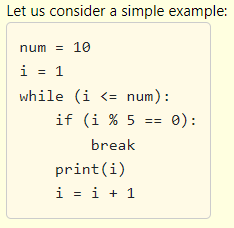 Let us consider a simple example:
num = 10
i = 1
while (i <= num):
    if (i % 5 == 0):
        break
    print(i)
    i = i + 1